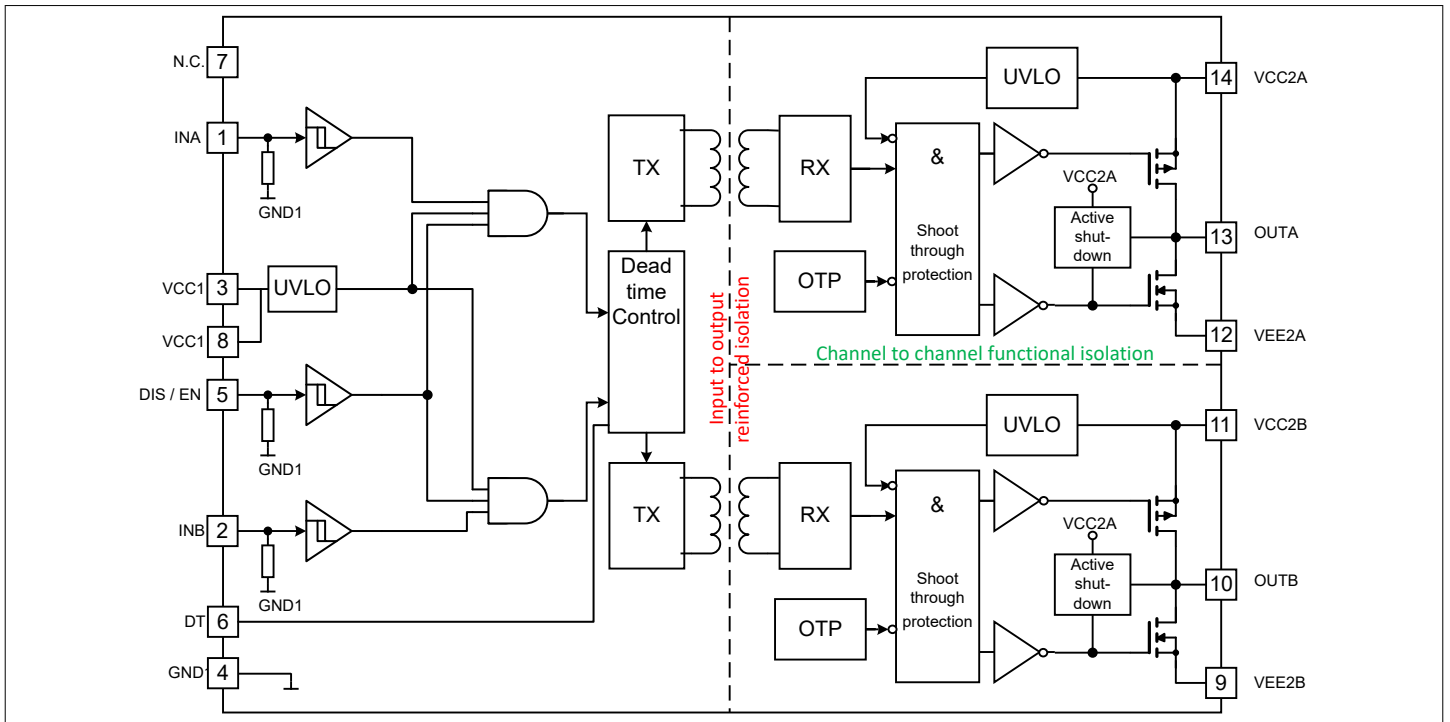 N.C.
7
INA
1
GND1
VCC1
3
UVLO
8
VCC1
DIS / EN
5
GND1
INB
2
GND1
DT
6
GND1
4
TX
Dead
time
Control
TX
Input to output
reinforced isolation
RX
OTP
UVLO
&
Shoot
through
protection
VCC2A
Active
shut-
down
14
VCC2A
13
OUTA
12
VEE2A
Channel to channel functional isolation
RX
OTP
UVLO
&
Shoot
through
protection
VCC2A
Active
shut-
down
11
VCC2B
10
OUTB
9
VEE2B